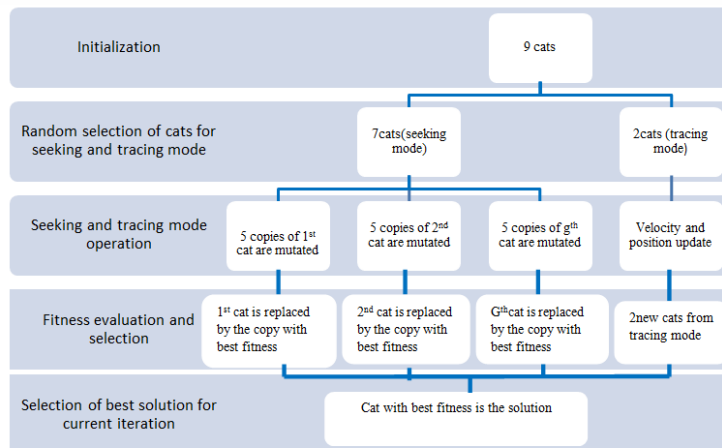 Initialization
9 cats
Random selection of cats for
seeking and tracing mode
7cats(seeking
mode)
2cats (tracing
mode)
Seeking and tracing mode
operation
5 copies of 1st
cat are mutated
5 copies of 2nd
cat are mutated
5 copies of gth
cat are mutated
Velocity and
position update
Fitness evaluation and
selection
1st cat is replaced
by the copy with
best fitness
2nd cat is replaced
by the copy with
best fitness
Gthcat is replaced
by the copy with
best fitness
2new cats from
tracing mode
Selection of best solution for
current iteration
Cat with best fitness is the solution